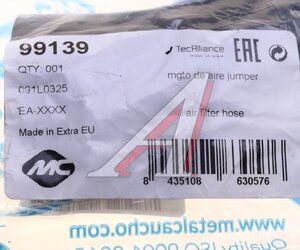 99139
TecAlliance
EAC
QTY. 001
mgto de aire jumper
091L0325
EA-XXXX
air filter hose
Made in Extra EU
MC
8 435108 630576
www.metalcaucho.com